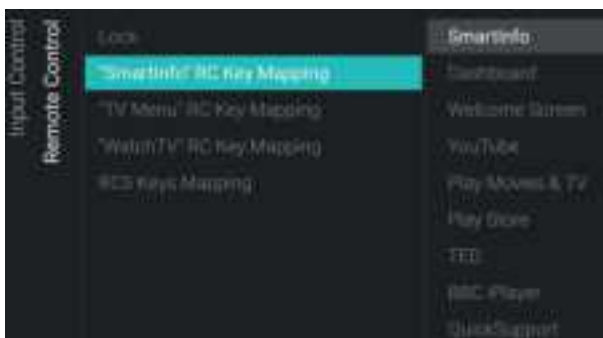 Input Control
Remote Control
Lock
"SmartInfo" RC Key Mapping
"TV Menu" RC Key Mapping
"WatchTV" RC Key Mapping
RC5 Keys Mapping
SmartInfo
Dashboard
Welcome Screen
YouTube
Play Movies & TV
Play Store
TED
BBC iPlayer
QuickSupport